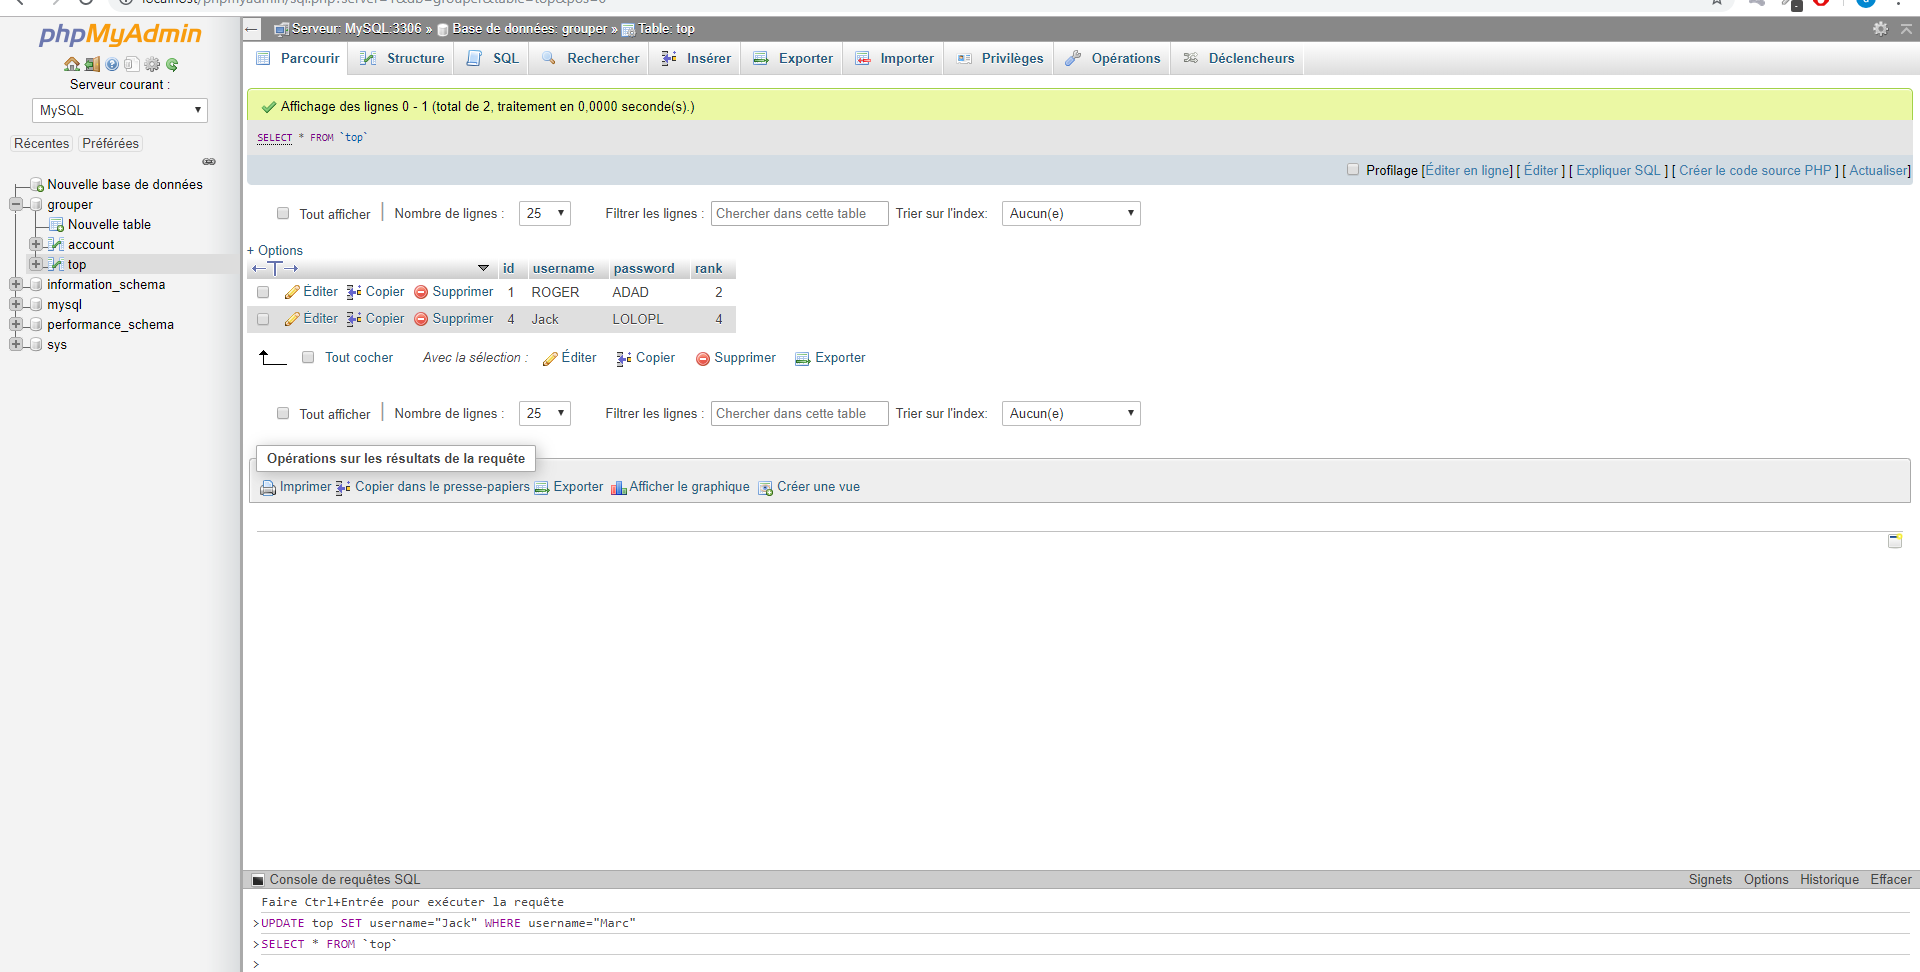 localhost/phpmyadmin/sql.php?server=1&db=grouper&table=top&pos=0
phpMyAdmin
Serveur courant :
MySQL
Récentes Préférées
Nouvelle base de données
grouper
Nouvelle table
account
top
information_schema
mysql
performance_schema
sys
Serveur: MySQL:3306 » Base de données: grouper » Table: top
Parcourir Structure SQL Rechercher Insérer Exporter Importer Privilèges Opérations Déclencheurs
Affichage des lignes 0 - 1 (total de 2, traitement en 0,0000 seconde(s).)
SELECT * FROM `top`
Profilage [Éditer en ligne] [ Éditer ] [ Expliquer SQL ] [ Créer le code source PHP ] [ Actualiser]
Tout afficher Nombre de lignes : 25 Filtrer les lignes : Chercher dans cette table Trier sur l'index: Aucun(e)
+ Options
id username password rank
Éditer Copier Supprimer 1 ROGER ADAD 2
Éditer Copier Supprimer 4 Jack LOLOPL 4
Tout cocher Avec la sélection : Éditer Copier Supprimer Exporter
Tout afficher Nombre de lignes : 25 Filtrer les lignes : Chercher dans cette table Trier sur l'index: Aucun(e)
Opérations sur les résultats de la requête
Imprimer Copier dans le presse-papiers Exporter Afficher le graphique Créer une vue
Console de requêtes SQL Signets Options Historique Effacer
Faire Ctrl+Entrée pour exécuter la requête
>UPDATE top SET username="Jack" WHERE username="Marc"
>SELECT * FROM `top`
>